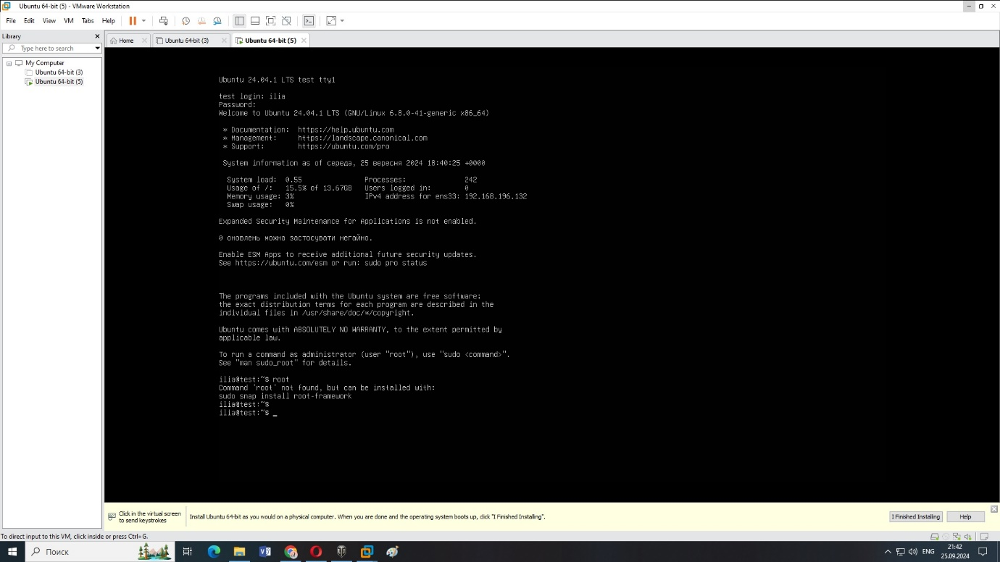 Ubuntu 64-bit (5) - VMware Workstation
File Edit View VM Tabs Help
Library
Type here to search
My Computer
Ubuntu 64-bit (3)
Ubuntu 64-bit (5)
Home
Ubuntu 64-bit (3)
Ubuntu 64-bit (5)
Ubuntu 24.04.1 LTS test tty1
test login: ilia
Password:
Welcome to Ubuntu 24.04.1 LTS (GNU/Linux 6.8.0-41-generic x86_64)
* Documentation: https://help.ubuntu.com
* Management: https://landscape.canonical.com
* Support: https://ubuntu.com/pro
System information as of середа, 25 вересня 2024 18:40:25 +0000
System load: 0.55 Processes: 242
Usage of /: 15.5% of 13.67GB Users logged in: 0
Memory usage: 3% IPv4 address for ens33: 192.168.196.132
Swap usage: 0%
Expanded Security Maintenance for Applications is not enabled.
0 оновлень можна застосувати негайно.
Enable ESM Apps to receive additional future security updates.
See https://ubuntu.com/esm or run: sudo pro status
The programs included with the Ubuntu system are free software;
the exact distribution terms for each program are described in the
individual files in /usr/share/doc/*/copyright.
Ubuntu comes with ABSOLUTELY NO WARRANTY, to the extent permitted by
applicable law.
To run a command as administrator (user "root"), use "sudo <command>".
See "man sudo_root" for details.
ilia@test:~$ root
Command 'root' not found, but can be installed with:
sudo snap install root-framework
ilia@test:~$
ilia@test:~$ _
Click in the virtual screen
to send keystrokes
Install Ubuntu 64-bit as you would on a physical computer. When you are done and the operating system boots up, click "I Finished Installing".
I Finished Installing
Help
To direct input to this VM, click inside or press Ctrl+G.
Поиск
ENG
21:42
25.09.2024